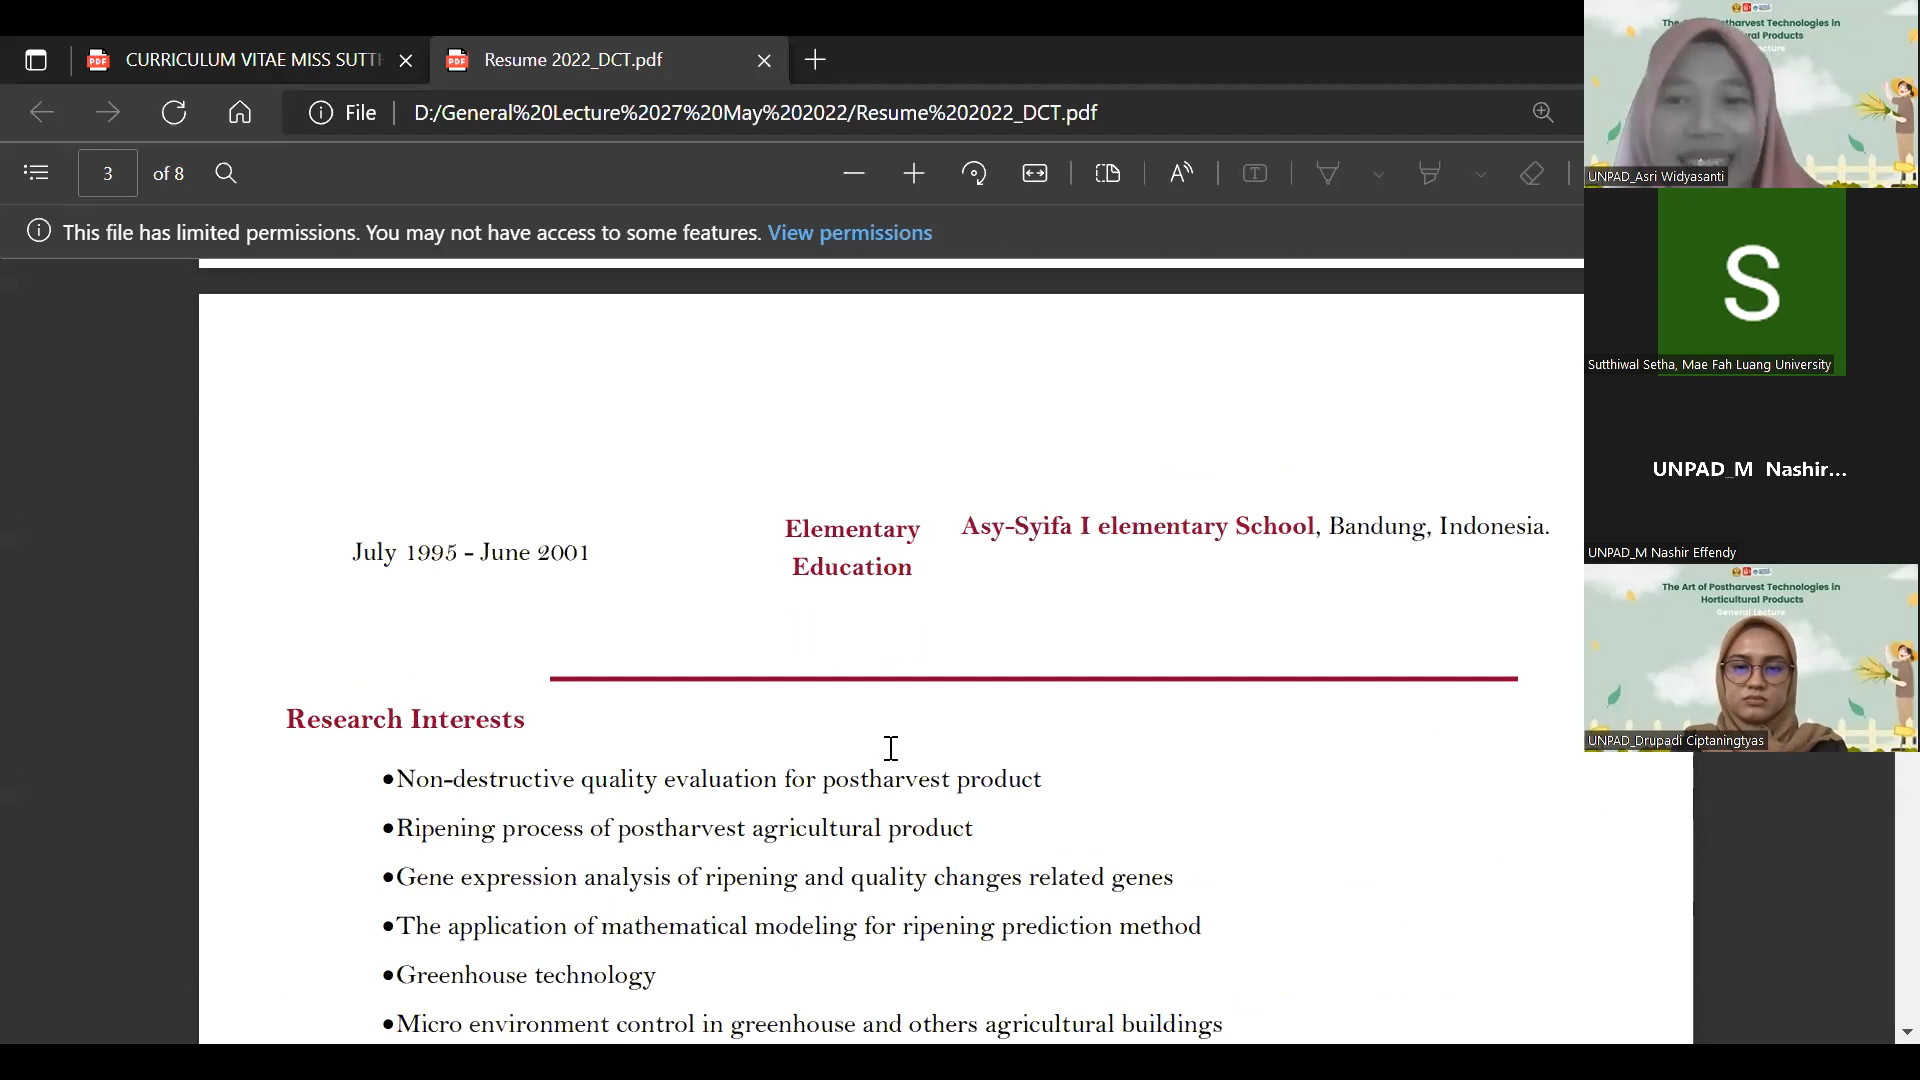 CURRICULUM VITAE MISS SUTTI
Resume 2022_DCT.pdf
File
D:/General%20Lecture%2027%20May%202022/Resume%202022_DCT.pdf
3 of 8
This file has limited permissions. You may not have access to some features. View permissions
July 1995 - June 2001
Elementary
Education
Asy-Syifa I elementary School, Bandung, Indonesia.
Research Interests
•Non-destructive quality evaluation for postharvest product
•Ripening process of postharvest agricultural product
•Gene expression analysis of ripening and quality changes related genes
•The application of mathematical modeling for ripening prediction method
•Greenhouse technology
•Micro environment control in greenhouse and others agricultural buildings
UNPAD_Asri Widyasanti
S
Sutthiwal Setha, Mae Fah Luang University
UNPAD_M Nashir...
UNPAD_M Nashir Effendy
The Art of Postharvest Technologies in
Horticultural Products
General Lecture
UNPAD_Drupadi Ciptaningtyas